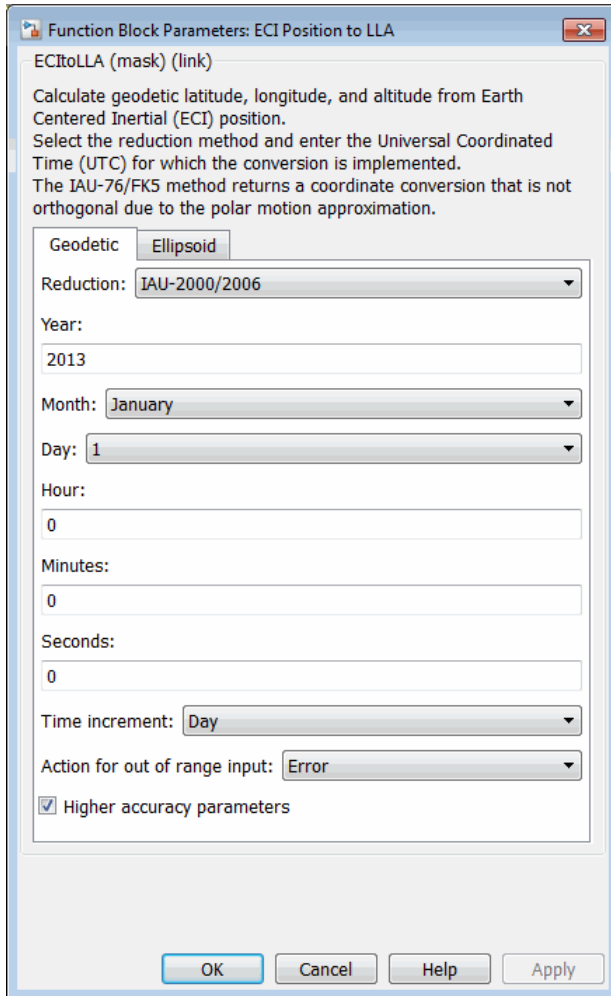 Function Block Parameters: ECI Position to LLA
ECItoLLA (mask) (link)
Calculate geodetic latitude, longitude, and altitude from Earth
Centered Inertial (ECI) position.
Select the reduction method and enter the Universal Coordinated
Time (UTC) for which the conversion is implemented.
The IAU-76/FK5 method returns a coordinate conversion that is not
orthogonal due to the polar motion approximation.
Geodetic Ellipsoid
Reduction: IAU-2000/2006
Year:
2013
Month: January
Day: 1
Hour:
0
Minutes:
0
Seconds:
0
Time increment: Day
Action for out of range input: Error
Higher accuracy parameters
OK Cancel Help Apply